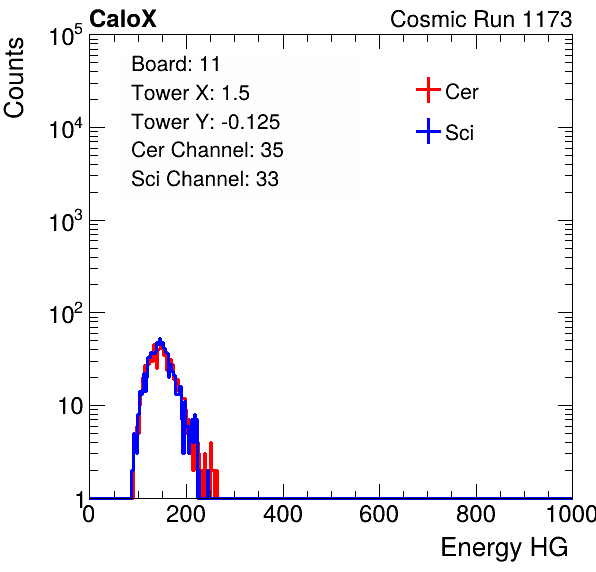 CaloX Cosmic Run 1173
Counts
10^5
10^4
10^3
10^2
10
1
Board: 11
Tower X: 1.5
Tower Y: -0.125
Cer Channel: 35
Sci Channel: 33
Cer
Sci
0 200 400 600 800 1000
Energy HG